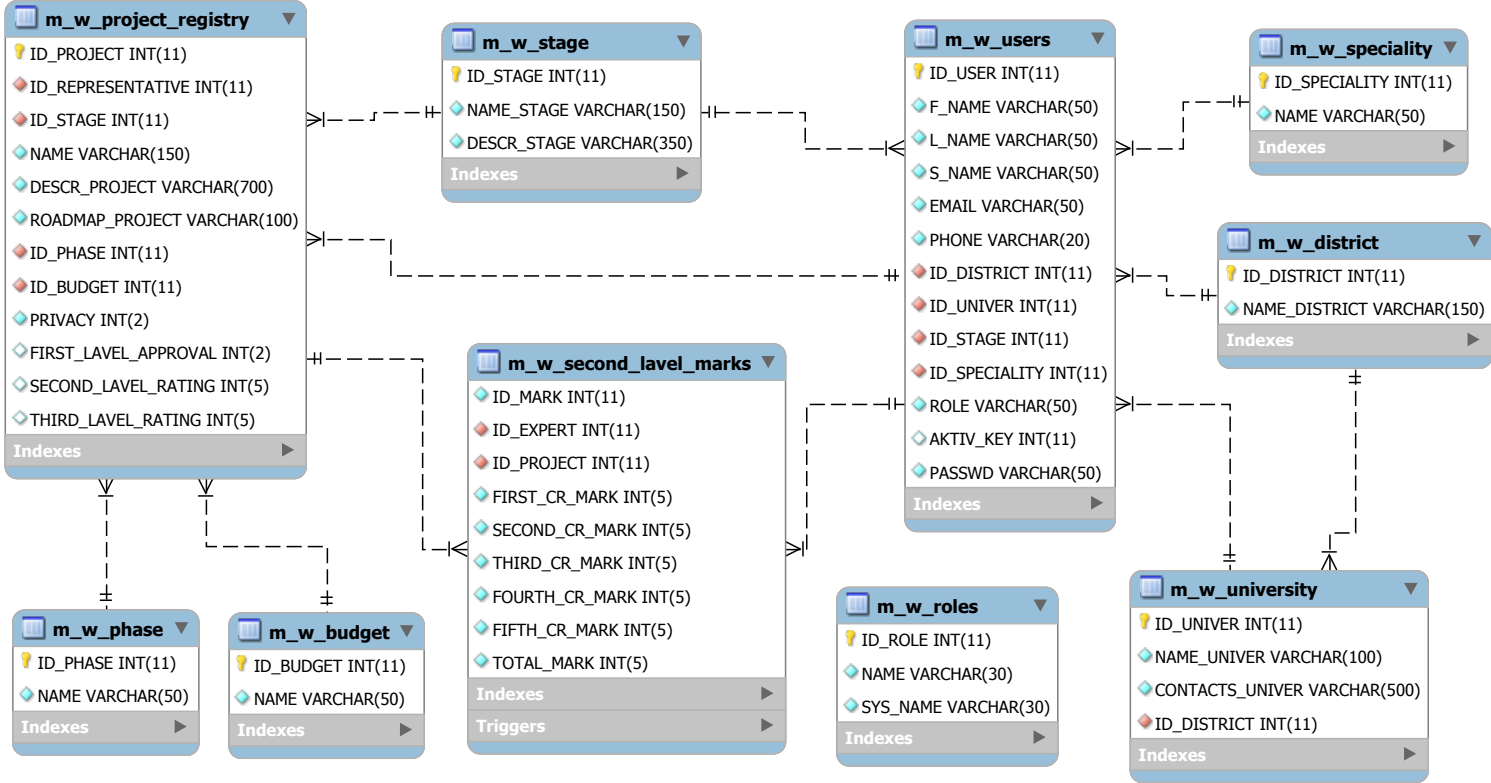 m_w_project_registry
ID_PROJECT INT(11)
ID_REPRESENTATIVE INT(11)
ID_STAGE INT(11)
NAME VARCHAR(150)
DESCR_PROJECT VARCHAR(700)
ROADMAP_PROJECT VARCHAR(100)
ID_PHASE INT(11)
ID_BUDGET INT(11)
PRIVACY INT(2)
FIRST_LAVEL_APPROVAL INT(2)
SECOND_LAVEL_RATING INT(5)
THIRD_LAVEL_RATING INT(5)
Indexes
m_w_stage
ID_STAGE INT(11)
NAME_STAGE VARCHAR(150)
DESCR_STAGE VARCHAR(350)
Indexes
m_w_users
ID_USER INT(11)
F_NAME VARCHAR(50)
L_NAME VARCHAR(50)
S_NAME VARCHAR(50)
EMAIL VARCHAR(50)
PHONE VARCHAR(20)
ID_DISTRICT INT(11)
ID_UNIVER INT(11)
ID_STAGE INT(11)
ID_SPECIALITY INT(11)
ROLE VARCHAR(50)
AKTIV_KEY INT(11)
PASSWD VARCHAR(50)
Indexes
m_w_speciality
ID_SPECIALITY INT(11)
NAME VARCHAR(50)
Indexes
m_w_district
ID_DISTRICT INT(11)
NAME_DISTRICT VARCHAR(150)
Indexes
m_w_second_lavel_marks
ID_MARK INT(11)
ID_EXPERT INT(11)
ID_PROJECT INT(11)
FIRST_CR_MARK INT(5)
SECOND_CR_MARK INT(5)
THIRD_CR_MARK INT(5)
FOURTH_CR_MARK INT(5)
FIFTH_CR_MARK INT(5)
TOTAL_MARK INT(5)
Indexes
Triggers
m_w_phase
ID_PHASE INT(11)
NAME VARCHAR(50)
Indexes
m_w_budget
ID_BUDGET INT(11)
NAME VARCHAR(50)
Indexes
m_w_roles
ID_ROLE INT(11)
NAME VARCHAR(30)
SYS_NAME VARCHAR(30)
Indexes
m_w_university
ID_UNIVER INT(11)
NAME_UNIVER VARCHAR(100)
CONTACTS_UNIVER VARCHAR(500)
ID_DISTRICT INT(11)
Indexes